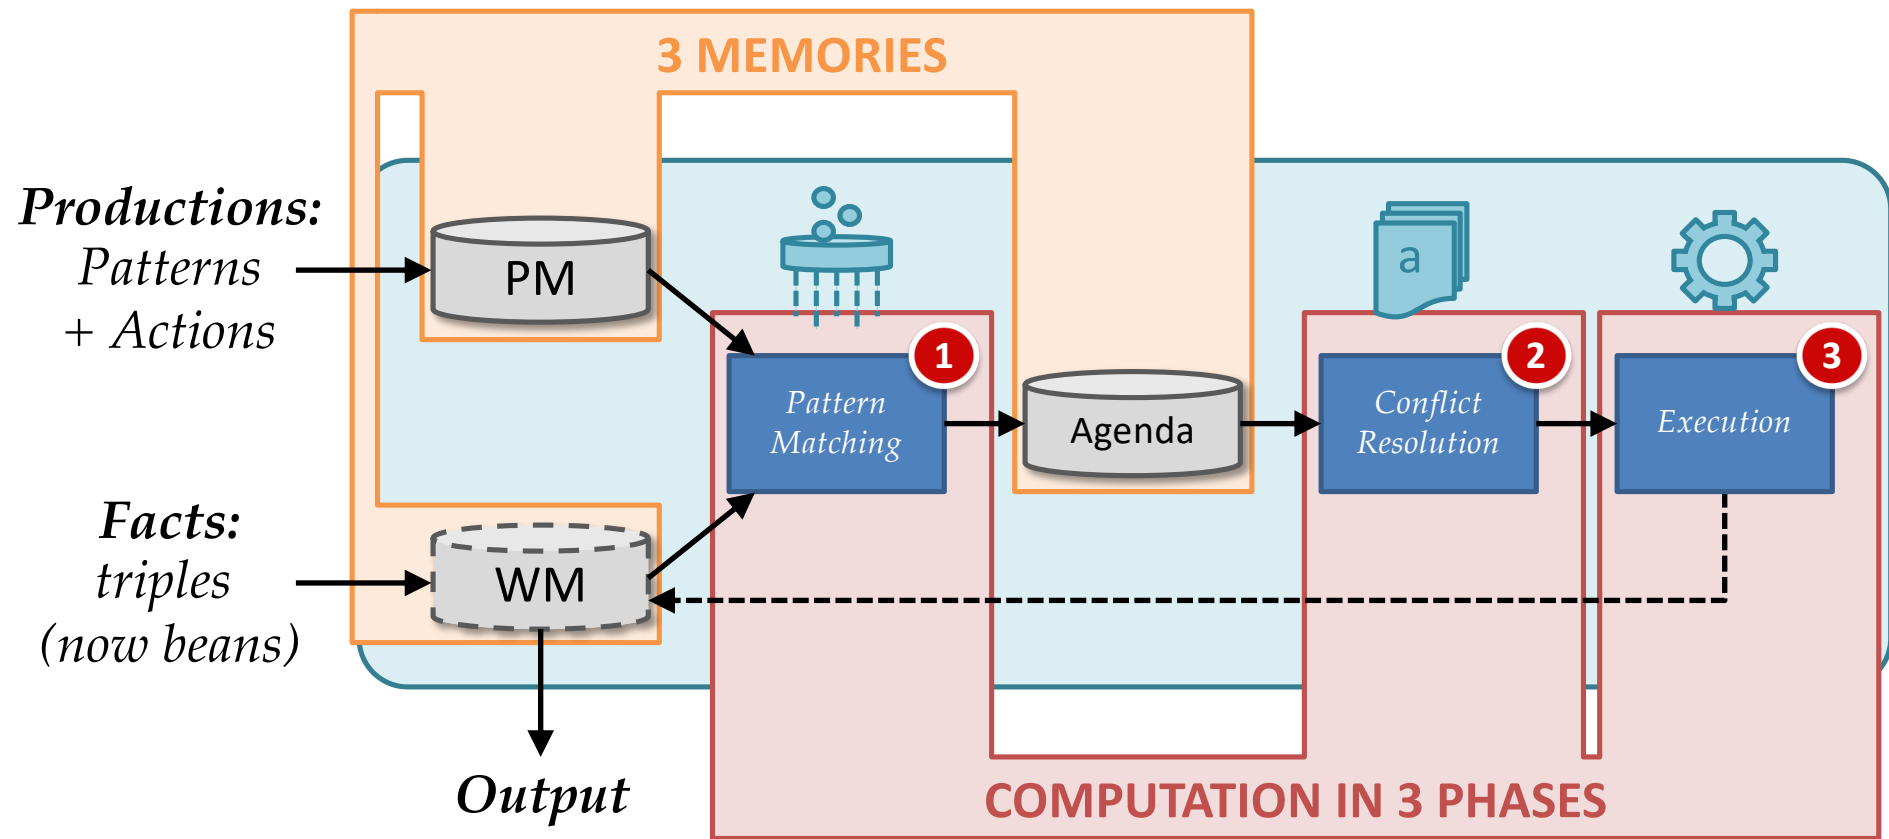 3 MEMORIES
Productions:
Patterns
+ Actions
PM
a
1
2
3
Pattern
Matching
Agenda
Conflict
Resolution
Execution
Facts:
triples
(now beans)
WM
Output
COMPUTATION IN 3 PHASES